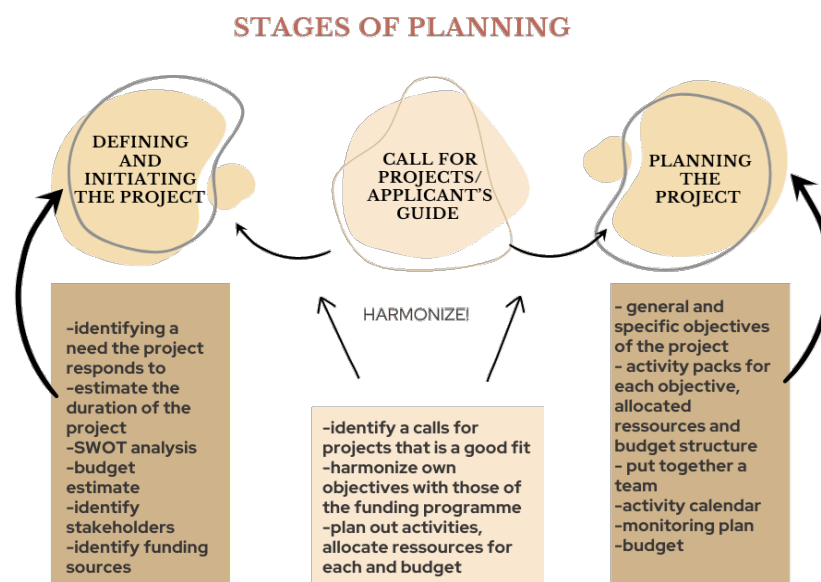 STAGES OF PLANNING
DEFINING
AND
INITIATING
THE PROJECT
CALL FOR
PROJECTS/
APPLICANT'S
GUIDE
PLANNING
THE
PROJECT
HARMONIZE!
-identifying a
need the project
responds to
-estimate the
duration of the
project
-SWOT analysis
-budget
estimate
-identify
stakeholders
-identify funding
sources
-identify a calls for
projects that is a good fit
-harmonize own
objectives with those of
the funding programme
-plan out activities,
allocate ressources for
each and budget
- general and
specific objectives
of the project
- activity packs for
each objective,
allocated
ressources and
budget structure
- put together a
team
-activity calendar
-monitoring plan
-budget